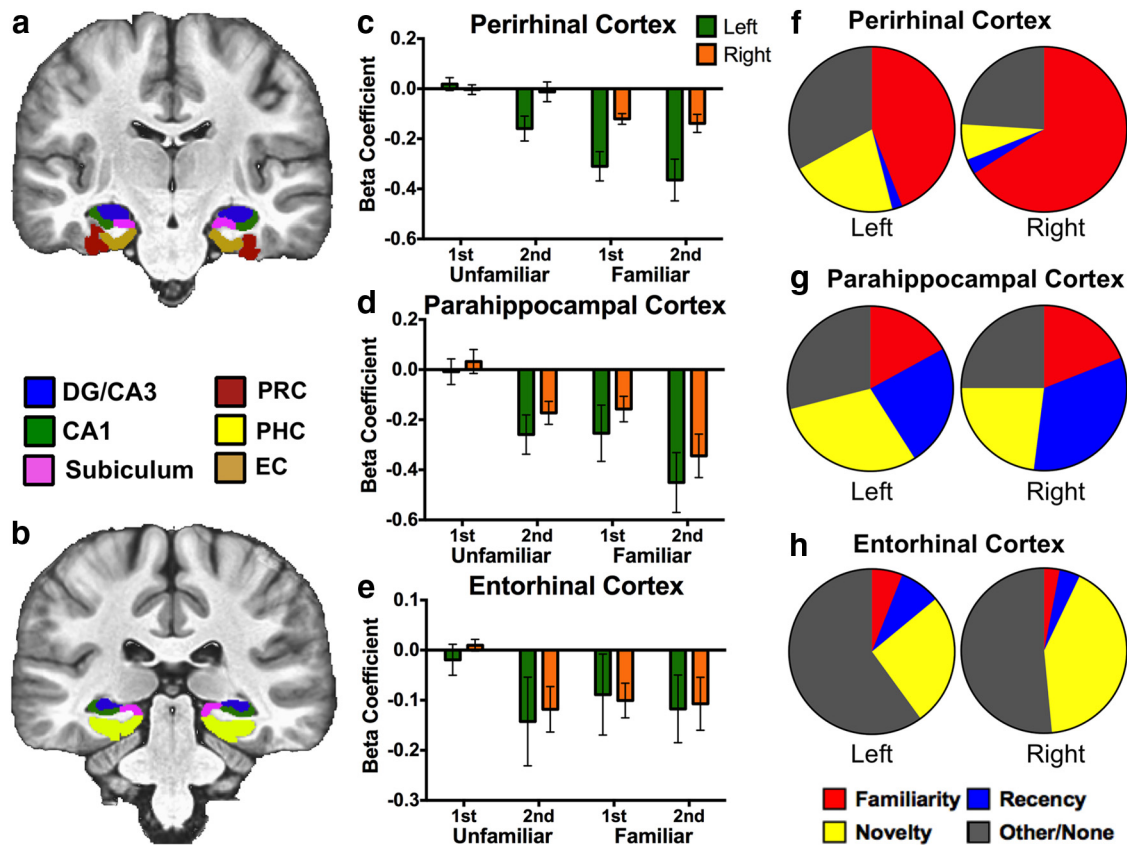 a
DG/CA3
PRC
CA1
PHC
Subiculum
EC
b
c
Perirhinal Cortex
Left
Right
0.2
0.0
-0.2
-0.4
-0.6
Beta Coefficient
1st 2nd 1st 2nd
Unfamiliar Familiar
d
Parahippocampal Cortex
0.2
0.0
-0.2
-0.4
-0.6
Beta Coefficient
1st 2nd 1st 2nd
Unfamiliar Familiar
e
Entorhinal Cortex
0.1
0.0
-0.1
-0.2
-0.3
Beta Coefficient
1st 2nd 1st 2nd
Unfamiliar Familiar
f
Perirhinal Cortex
Left Right
g
Parahippocampal Cortex
Left Right
h
Entorhinal Cortex
Left Right
Familiarity Recency
Novelty Other/None